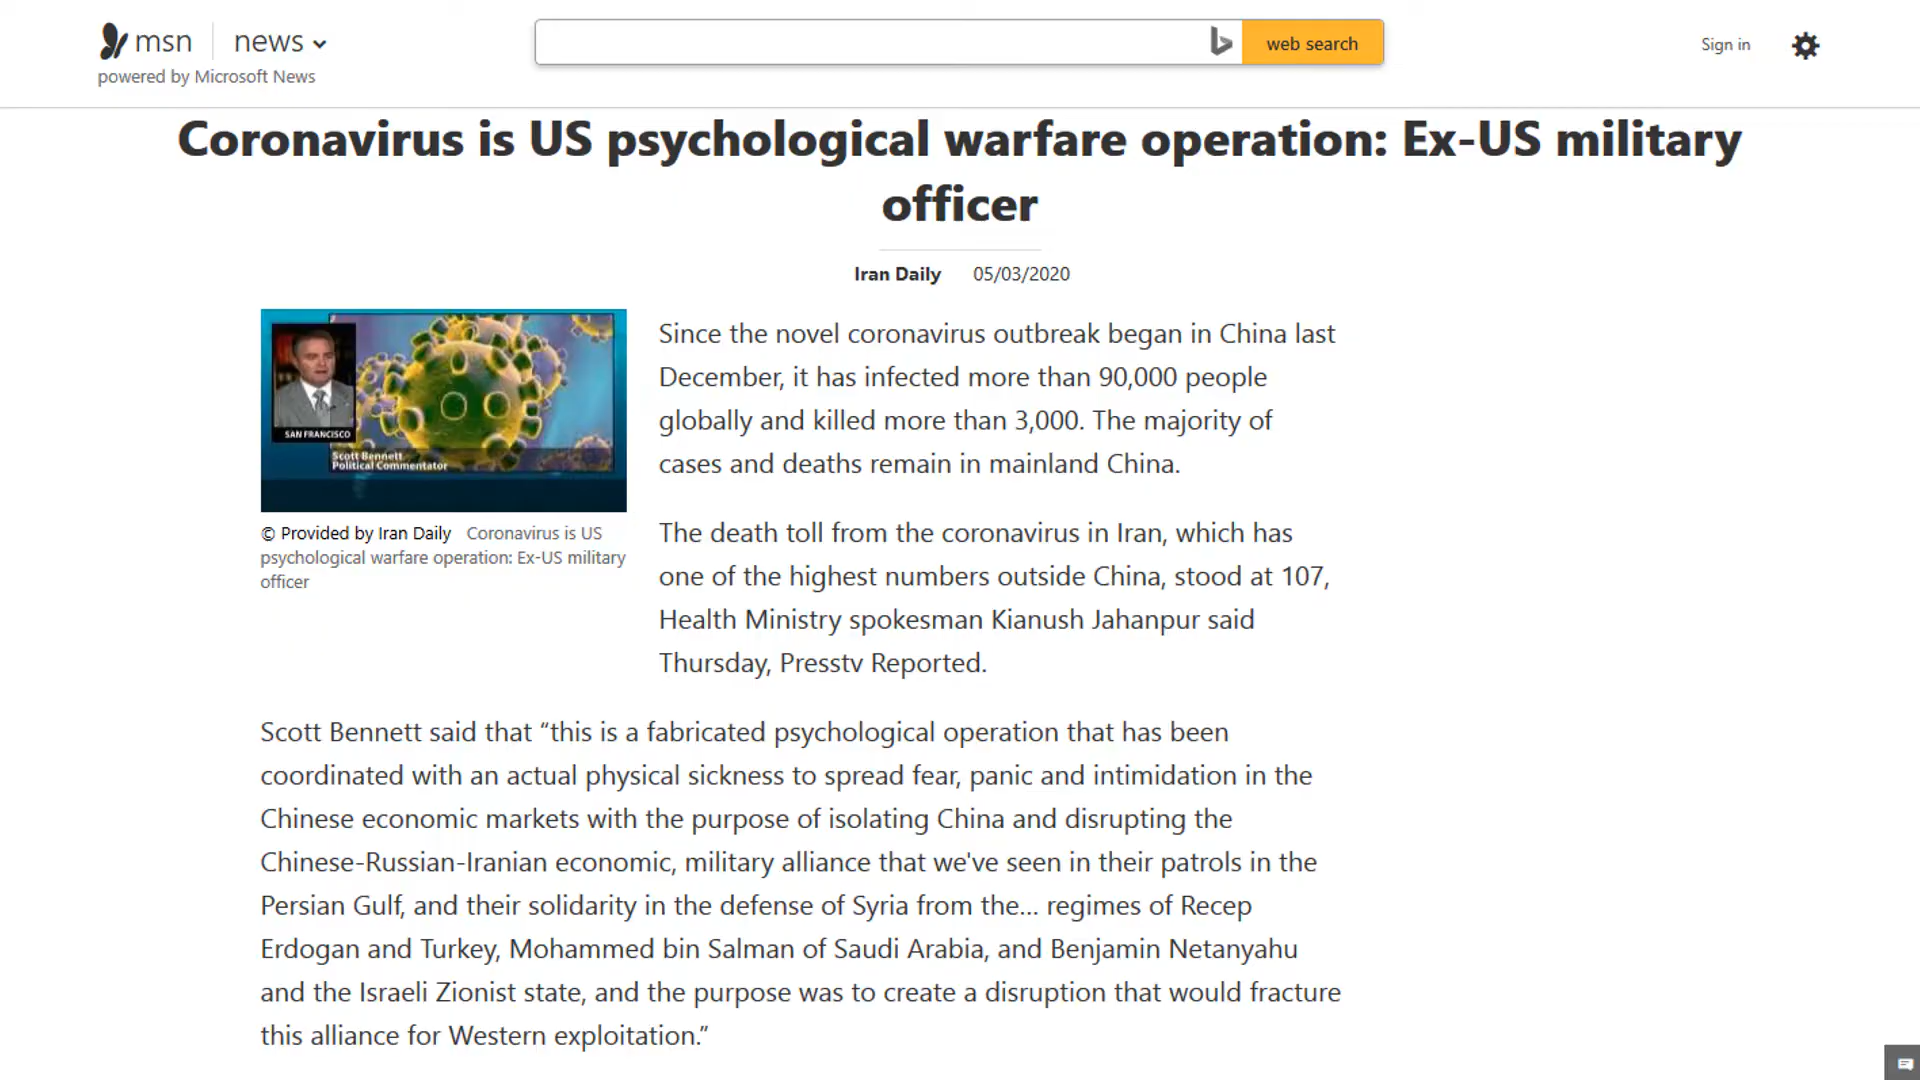 msn news
powered by Microsoft News
web search
Sign in
Coronavirus is US psychological warfare operation: Ex-US military
officer
Iran Daily 05/03/2020
SAN FRANCISCO
Scott Bennett
Political Commentator
© Provided by Iran Daily Coronavirus is US
psychological warfare operation: Ex-US military
officer
Since the novel coronavirus outbreak began in China last
December, it has infected more than 90,000 people
globally and killed more than 3,000. The majority of
cases and deaths remain in mainland China.
The death toll from the coronavirus in Iran, which has
one of the highest numbers outside China, stood at 107,
Health Ministry spokesman Kianush Jahanpur said
Thursday, Presstv Reported.
Scott Bennett said that “this is a fabricated psychological operation that has been
coordinated with an actual physical sickness to spread fear, panic and intimidation in the
Chinese economic markets with the purpose of isolating China and disrupting the
Chinese-Russian-Iranian economic, military alliance that we've seen in their patrols in the
Persian Gulf, and their solidarity in the defense of Syria from the... regimes of Recep
Erdogan and Turkey, Mohammed bin Salman of Saudi Arabia, and Benjamin Netanyahu
and the Israeli Zionist state, and the purpose was to create a disruption that would fracture
this alliance for Western exploitation.”